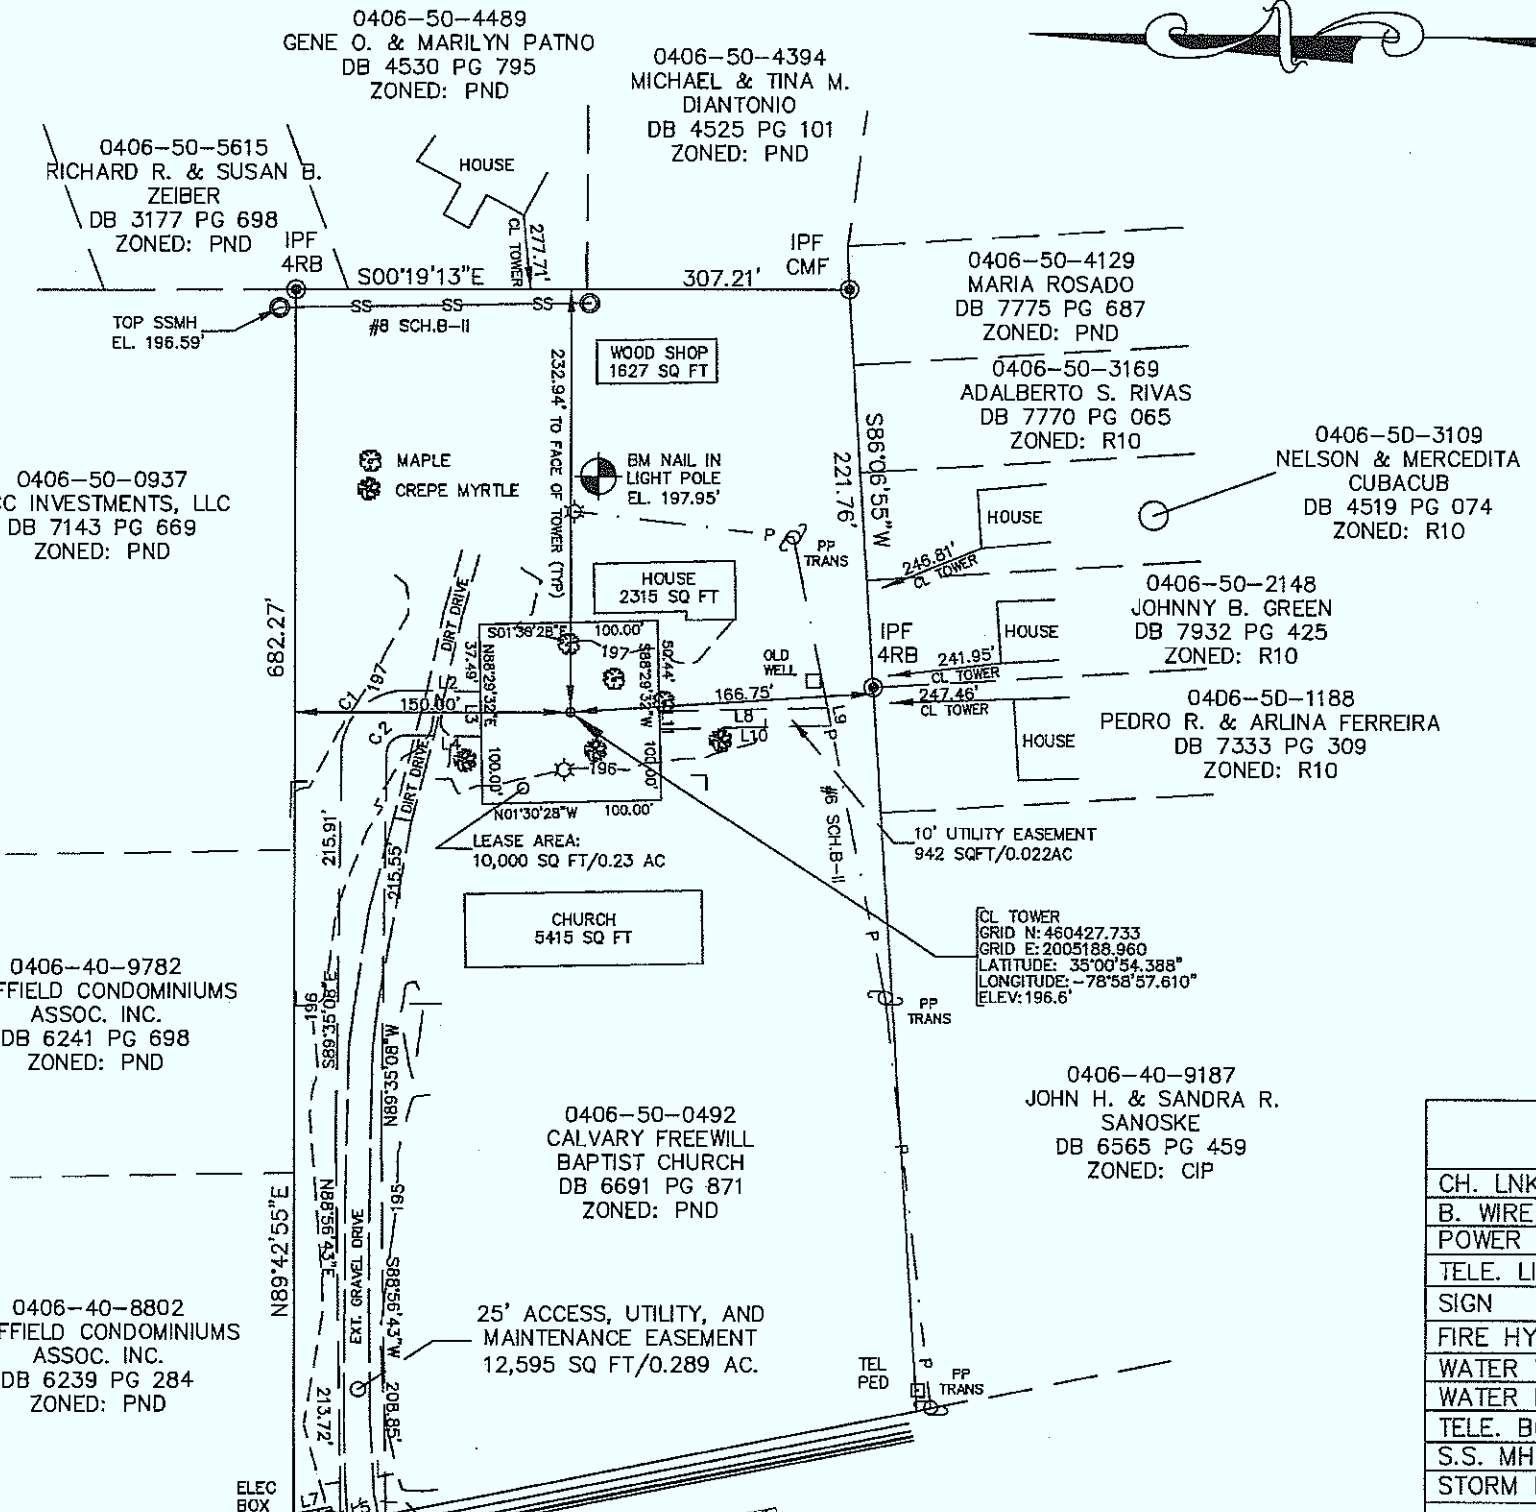 0406-50-4489
GENE O. & MARILYN PATNO
DB 4530 PG 795
ZONED: PND
0406-50-4394
MICHAEL & TINA M.
DIANTONIO
DB 4525 PG 101
ZONED: PND
0406-50-5615
RICHARD R. & SUSAN B.
ZEIBER
DB 3177 PG 698
ZONED: PND
HOUSE
277.71'
CL TOWER
IPF
4RB
S00°19'13"E
307.21'
IPF
CMF
TOP SSMH
EL. 196.59'
SS
SS
SS
#8 SCH.B-II
0406-50-4129
MARIA ROSADO
DB 7775 PG 687
ZONED: PND
WOOD SHOP
1627 SQ FT
232.94' TO FACE OF TOWER (TYP)
0406-50-3169
ADALBERTO S. RIVAS
DB 7770 PG 065
ZONED: R10
S86°06'55"W
221.76'
0406-5D-3109
NELSON & MERCEDITA
CUBACUB
DB 4519 PG 074
ZONED: R10
MAPLE
CREPE MYRTLE
BM NAIL IN
LIGHT POLE
EL. 197.95'
0406-50-0937
CC INVESTMENTS, LLC
DB 7143 PG 669
ZONED: PND
P
PP
TRANS
HOUSE
246.81'
CL TOWER
HOUSE
2315 SQ FT
0406-50-2148
JOHNNY B. GREEN
DB 7932 PG 425
ZONED: R10
HOUSE
IPF
4RB
241.95'
CL TOWER
247.46'
CL TOWER
682.27'
DIRT DRIVE
S01°30'28"E
100.00'
197
N88°29'32"E
37.49'
S88°29'32"W
50.44'
OLD
WELL
166.75'
150.00'
C1
197
C2
L2
L3
L4
L11
L8
L10
L9
P
04D6-5D-1188
PEDRO R. & ARLINA FERREIRA
DB 7333 PG 309
ZONED: R10
HOUSE
100.00'
100.00'
196
N01°30'28"W
100.00'
DIRT DRIVE
LEASE AREA:
10,000 SQ FT/0.23 AC
#6 SCH.B-II
10' UTILITY EASEMENT
942 SQFT/0.022AC
215.91'
215.55'
CHURCH
5415 SQ FT
P
CL TOWER
GRID N: 460427.733
GRID E: 2005188.960
LATITUDE: 35°00'54.388"
LONGITUDE: -78°58'57.610"
ELEV: 196.6'
0406-40-9782
FFIELD CONDOMINIUMS
ASSOC. INC.
DB 6241 PG 698
ZONED: PND
196
S89°35'08"E
N89°35'08"W
PP
TRANS
0406-40-9187
JOHN H. & SANDRA R.
SANOSKE
DB 6565 PG 459
ZONED: CIP
0406-50-0492
CALVARY FREEWILL
BAPTIST CHURCH
DB 6691 PG 871
ZONED: PND
P
N89°42'55"E
N88°56'43"E
EXT. GRAVEL DRIVE
195
S88°56'43"W
0406-40-8802
FFIELD CONDOMINIUMS
ASSOC. INC.
DB 6239 PG 284
ZONED: PND
25' ACCESS, UTILITY, AND
MAINTENANCE EASEMENT
12,595 SQ FT/0.289 AC.
213.72'
208.85'
TEL
PED
P
PP
TRANS
ELEC
BOX
L7
CH. LNK
B. WIRE
POWER
TELE. LI
SIGN
FIRE HY
WATER
WATER
TELE. B
S.S. MH
STORM